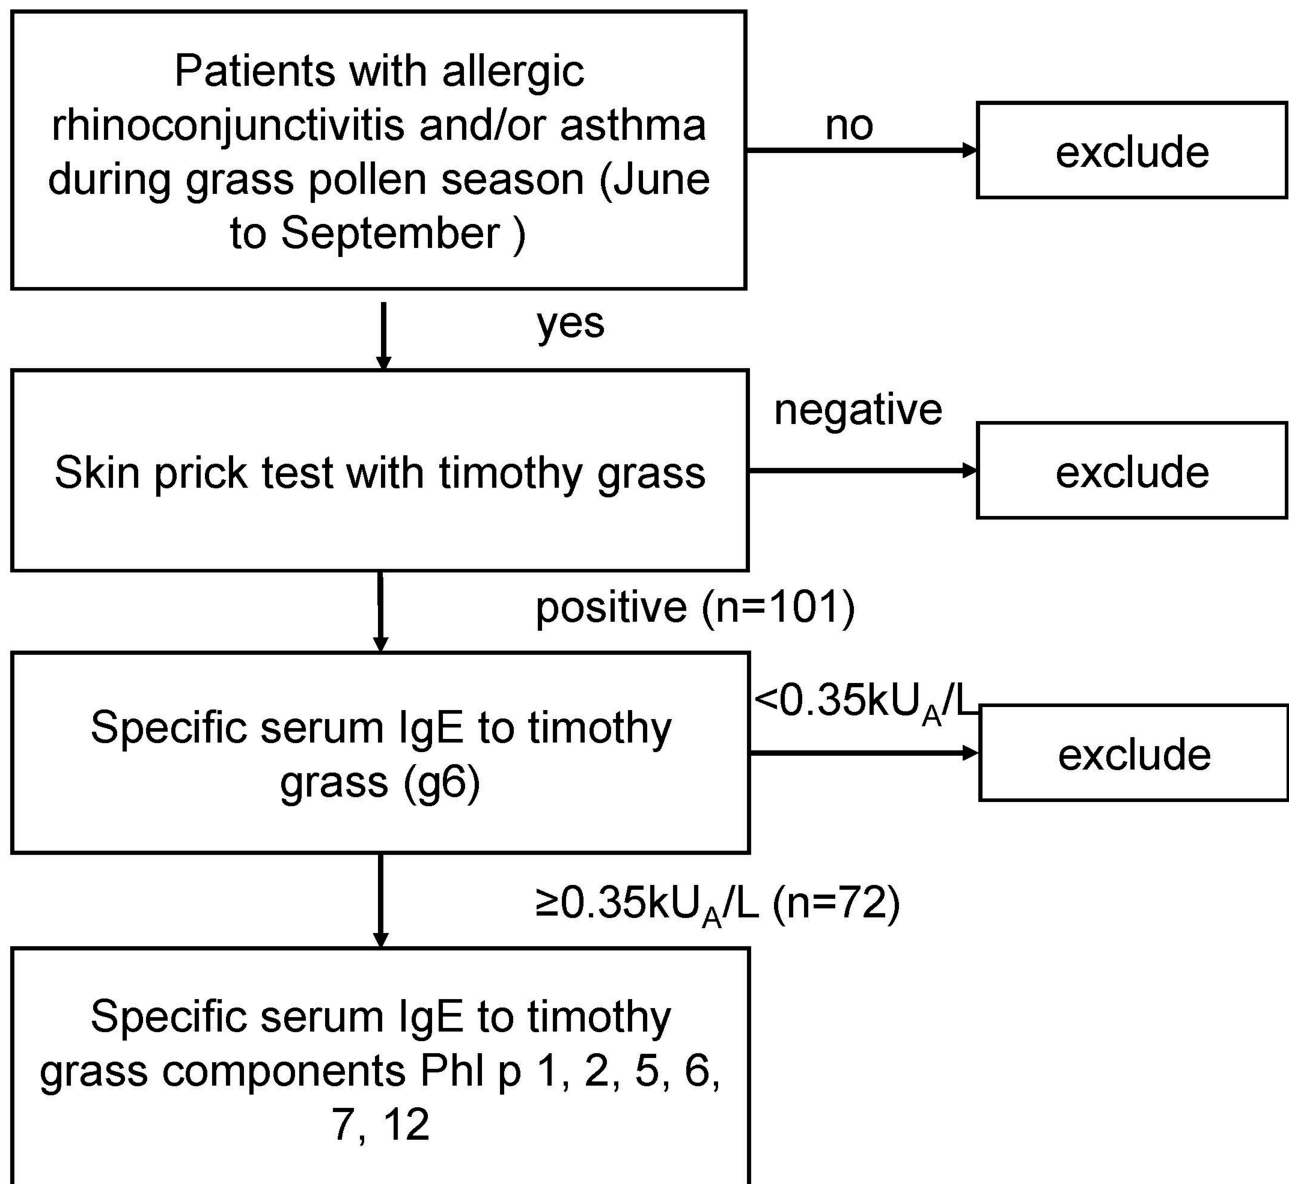 Patients with allergic
rhinoconjunctivitis and/or asthma
during grass pollen season (June
to September )
no
exclude
yes
Skin prick test with timothy grass
negative
exclude
positive (n=101)
Specific serum IgE to timothy
grass (g6)
<0.35kU_A/L
exclude
≥0.35kU_A/L (n=72)
Specific serum IgE to timothy
grass components Phl p 1, 2, 5, 6,
7, 12